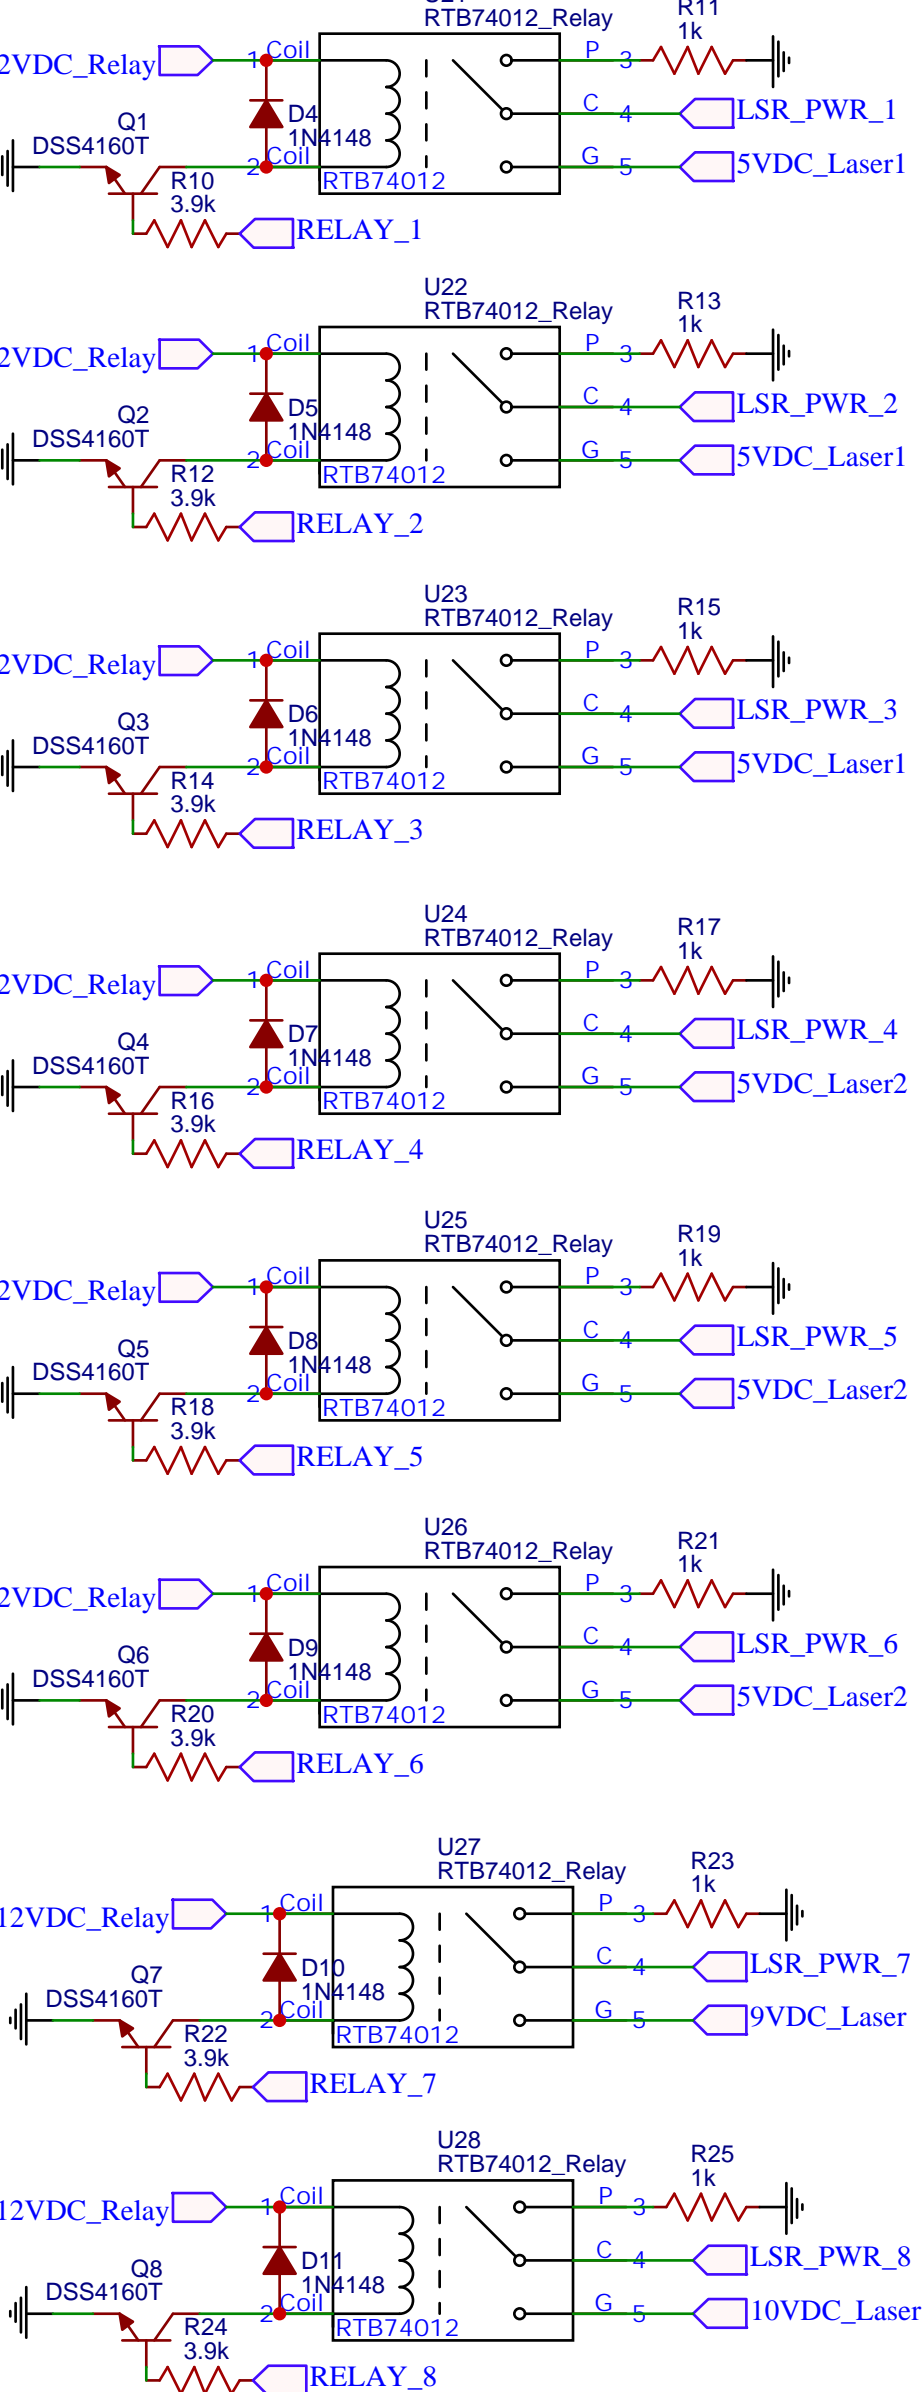 RTB74012_Relay
R11
1k
2VDC_Relay
1
Coil
P
3
D4
1N4148
C
4
LSR_PWR_1
Q1
DSS4160T
2
Coil
G
5
5VDC_Laser1
RTB74012
R10
3.9k
RELAY_1
U22
RTB74012_Relay
R13
1k
2VDC_Relay
1
Coil
P
3
D5
1N4148
C
4
LSR_PWR_2
Q2
DSS4160T
2
Coil
G
5
5VDC_Laser1
RTB74012
R12
3.9k
RELAY_2
U23
RTB74012_Relay
R15
1k
2VDC_Relay
1
Coil
P
3
D6
1N4148
C
4
LSR_PWR_3
Q3
DSS4160T
2
Coil
G
5
5VDC_Laser1
RTB74012
R14
3.9k
RELAY_3
U24
RTB74012_Relay
R17
1k
2VDC_Relay
1
Coil
P
3
D7
1N4148
C
4
LSR_PWR_4
Q4
DSS4160T
2
Coil
G
5
5VDC_Laser2
RTB74012
R16
3.9k
RELAY_4
U25
RTB74012_Relay
R19
1k
2VDC_Relay
1
Coil
P
3
D8
1N4148
C
4
LSR_PWR_5
Q5
DSS4160T
2
Coil
G
5
5VDC_Laser2
RTB74012
R18
3.9k
RELAY_5
U26
RTB74012_Relay
R21
1k
2VDC_Relay
1
Coil
P
3
D9
1N4148
C
4
LSR_PWR_6
Q6
DSS4160T
2
Coil
G
5
5VDC_Laser2
RTB74012
R20
3.9k
RELAY_6
U27
RTB74012_Relay
R23
1k
12VDC_Relay
1
Coil
P
3
D10
1N4148
C
4
LSR_PWR_7
Q7
DSS4160T
2
Coil
G
5
9VDC_Laser
RTB74012
R22
3.9k
RELAY_7
U28
RTB74012_Relay
R25
1k
12VDC_Relay
1
Coil
P
3
D11
1N4148
C
4
LSR_PWR_8
Q8
DSS4160T
2
Coil
G
5
10VDC_Laser
RTB74012
R24
3.9k
RELAY_8